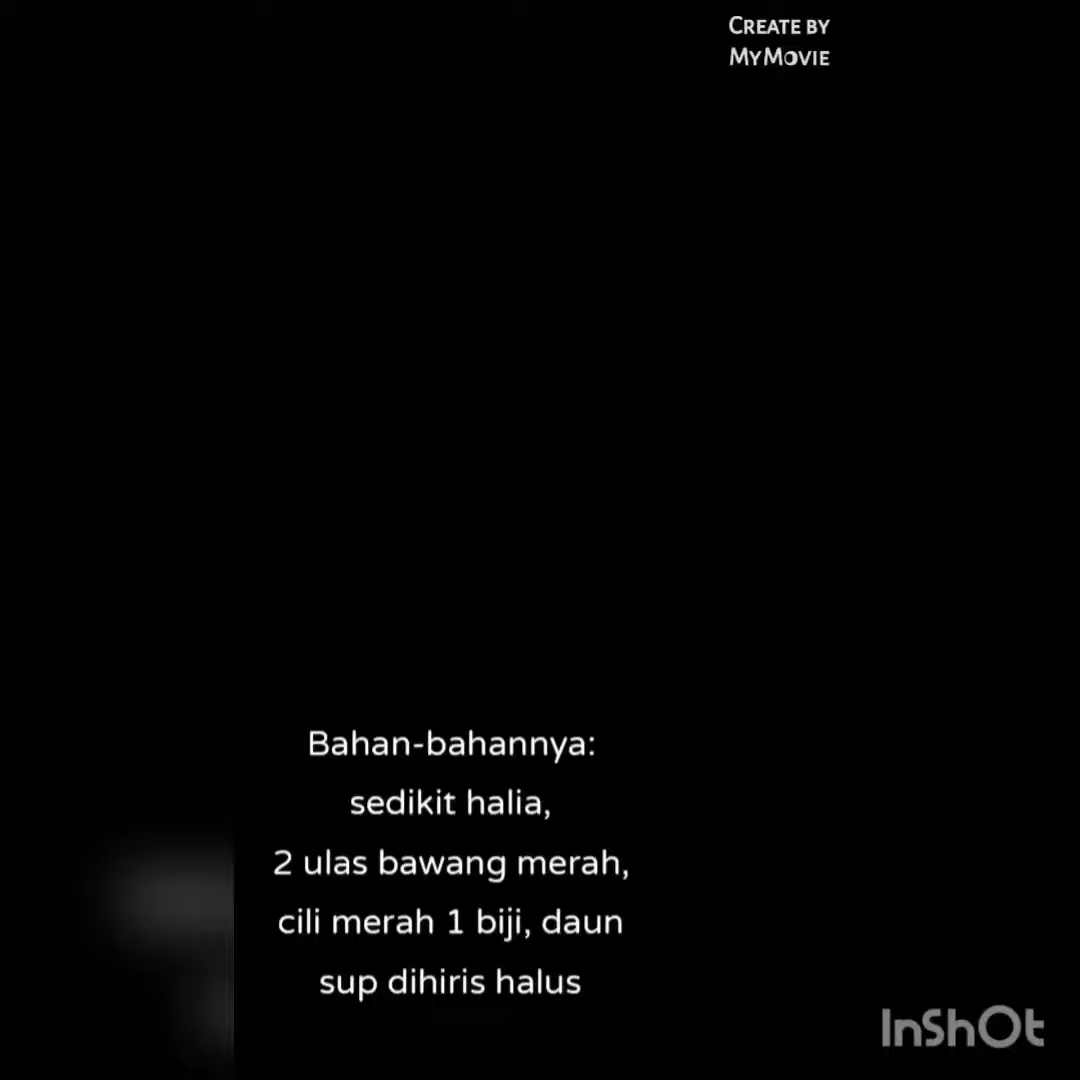 CREATE BY
MYMOVIE
Bahan-bahannya:
sedikit halia,
2 ulas bawang merah,
cili merah 1 biji, daun
sup dihiris halus
InShOt